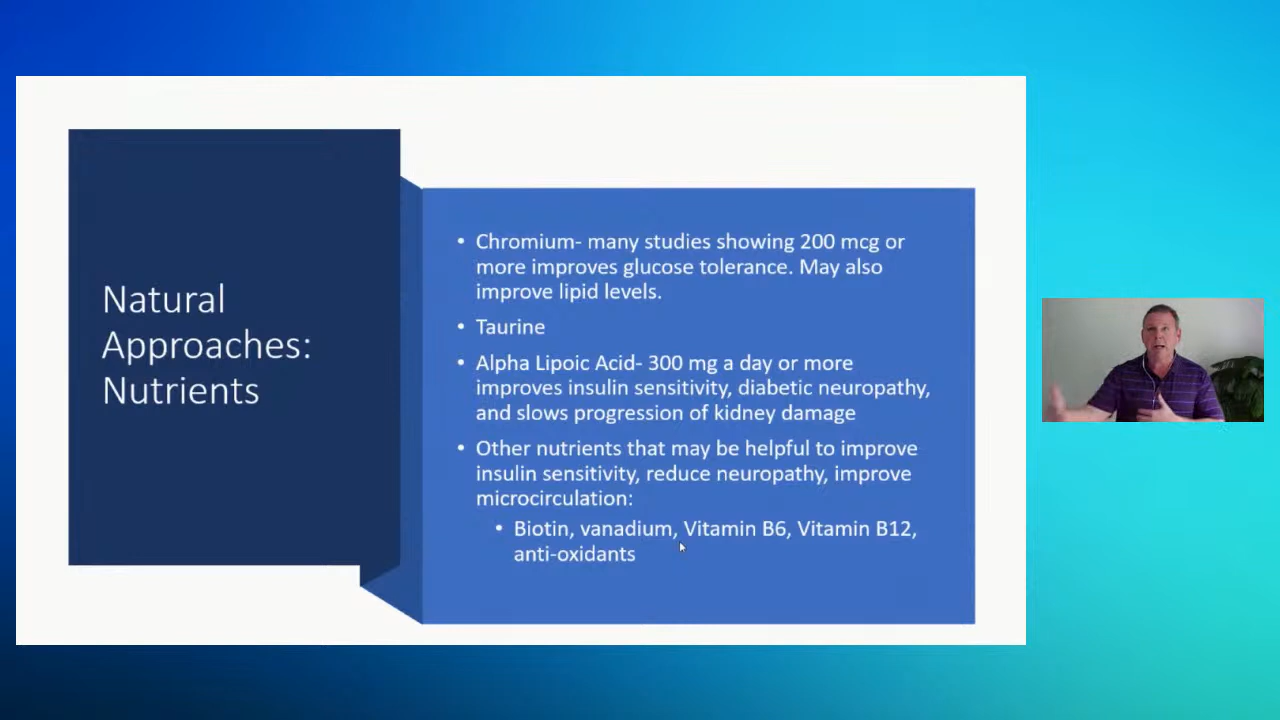 Natural
Approaches:
Nutrients
• Chromium- many studies showing 200 mcg or
more improves glucose tolerance. May also
improve lipid levels.
• Taurine
• Alpha Lipoic Acid- 300 mg a day or more
improves insulin sensitivity, diabetic neuropathy,
and slows progression of kidney damage
• Other nutrients that may be helpful to improve
insulin sensitivity, reduce neuropathy, improve
microcirculation:
• Biotin, vanadium, Vitamin B6, Vitamin B12,
anti-oxidants